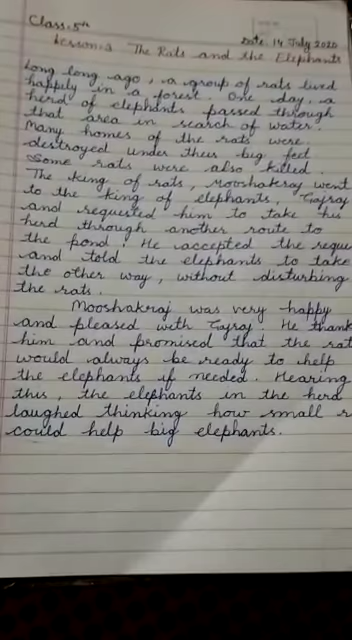 Class:5th
Date. 14 July 2020
Lesson:3 The Rats and the Elephants
Long long ago, a group of rats lived
happily in a forest. One day, a
herd of elephants passed through
that area in search of water.
Many homes of the rats were
destroyed under their big feet
Some rats were also killed.
The king of rats, Mooshakraj went
to the king of elephants, Gajraj
and requested him to take his
herd through another route to
the pond. He accepted the reque
and told the elephants to take
the other way, without disturbing
the rats.
Mooshakraj was very happy
and pleased with Gajraj. He thank
him and promised that the rat
would always be ready to help
the elephants if needed. Hearing
this, the elephants in the herd
laughed thinking how small r
could help big elephants.